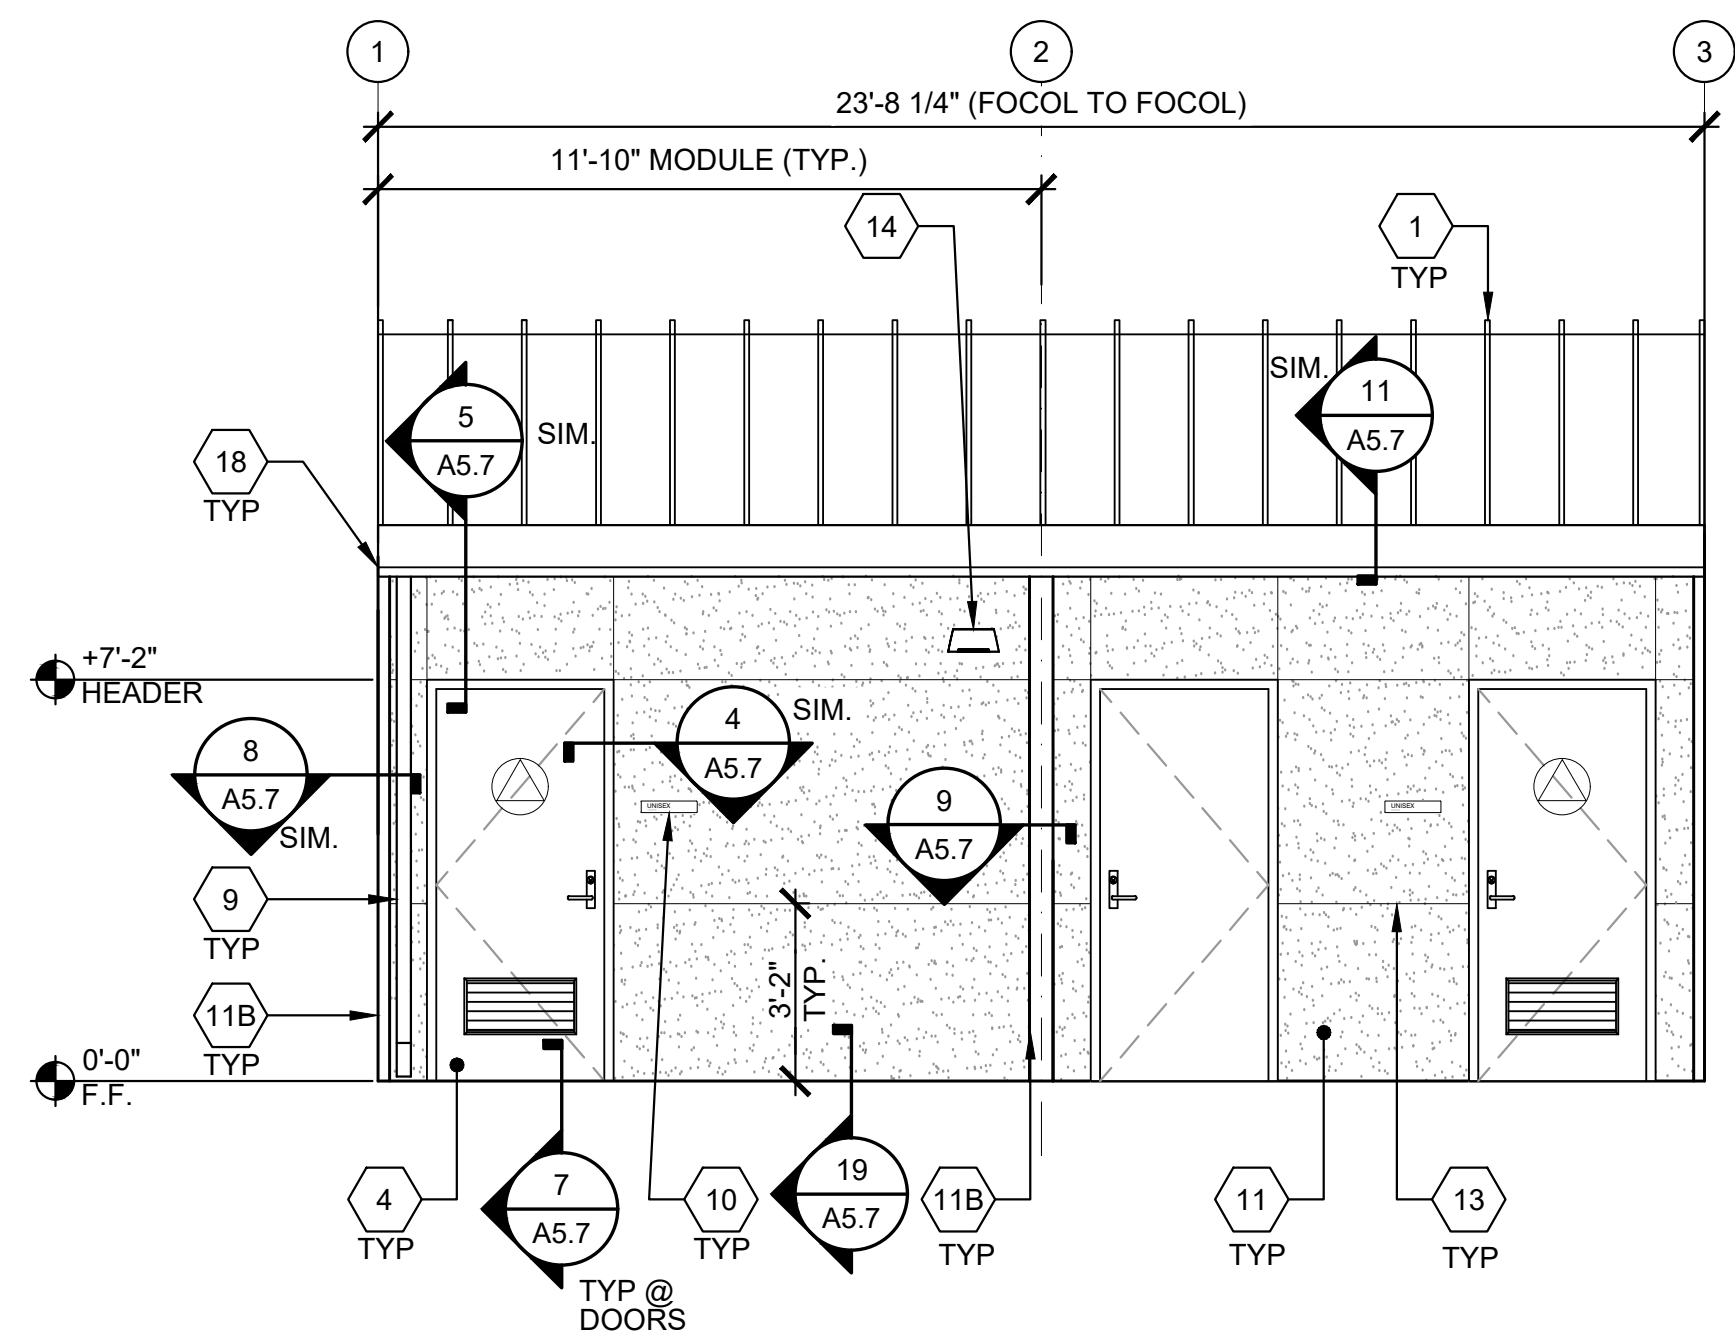 1
2
3
23'-8 1/4" (FOCOL TO FOCOL)
11'-10" MODULE (TYP.)
14
1
TYP
SIM.
11
A5.7
5
A5.7
SIM.
18
TYP
+7'-2"
HEADER
4
A5.7
SIM.
8
A5.7
SIM.
UNISEX
9
A5.7
UNISEX
9
TYP
3'-2"
TYP.
11B
TYP
0'-0"
F.F.
4
TYP
7
A5.7
TYP @
DOORS
10
TYP
19
A5.7
11B
TYP
11
TYP
13
TYP